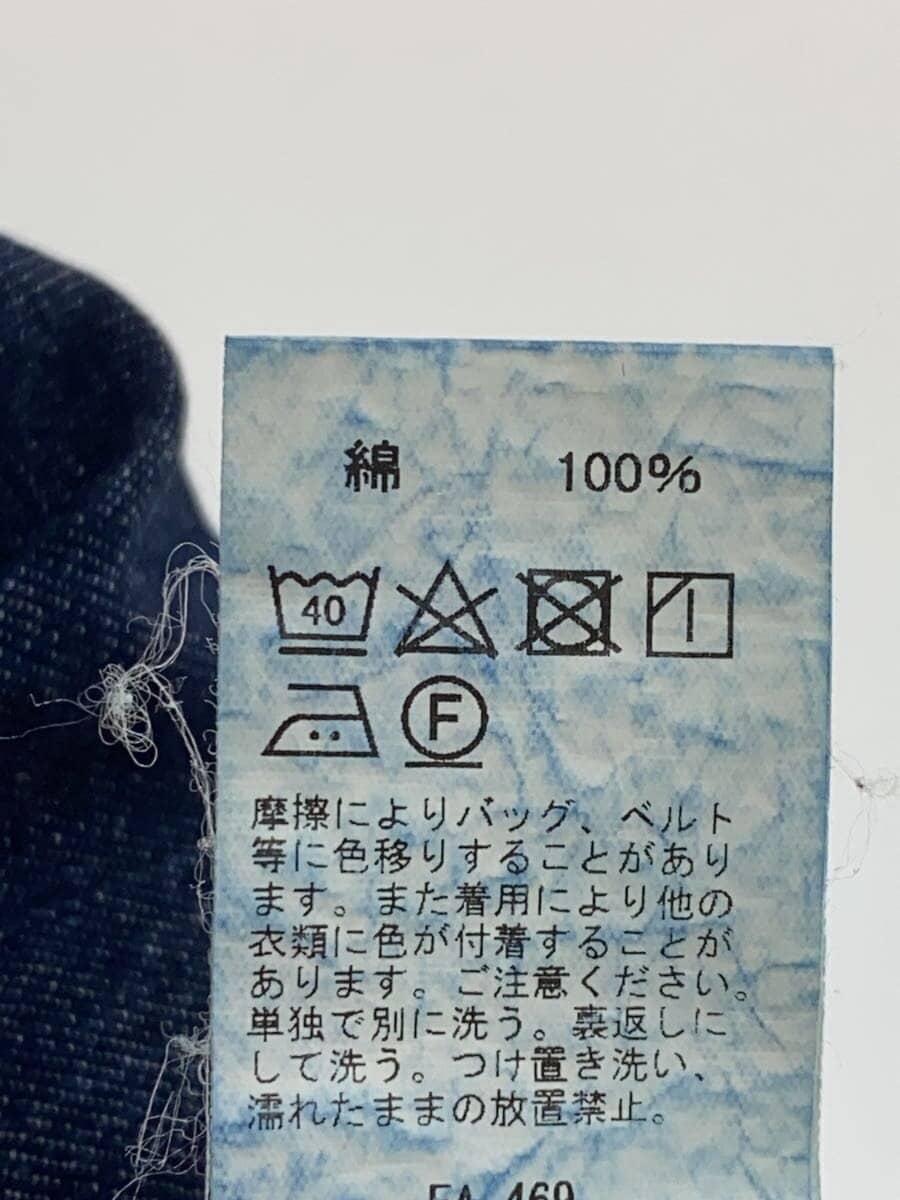 綿 100%
40
F
摩擦によりバッグ、ベルト
等に色移りすることがあり
ます。また着用により他の
衣類に色が付着することが
あります。ご注意ください。
単独で別に洗う。裏返しに
して洗う。つけ置き洗い、
濡れたままの放置禁止。
FA-469